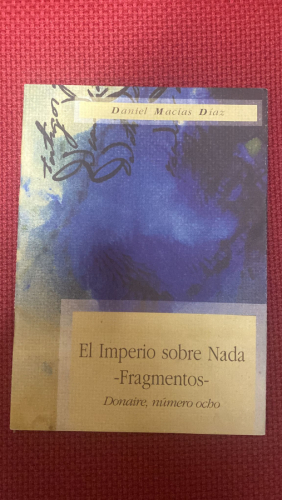 Daniel Macías Díaz
El Imperio sobre Nada
-Fragmentos-
Donaire, número ocho